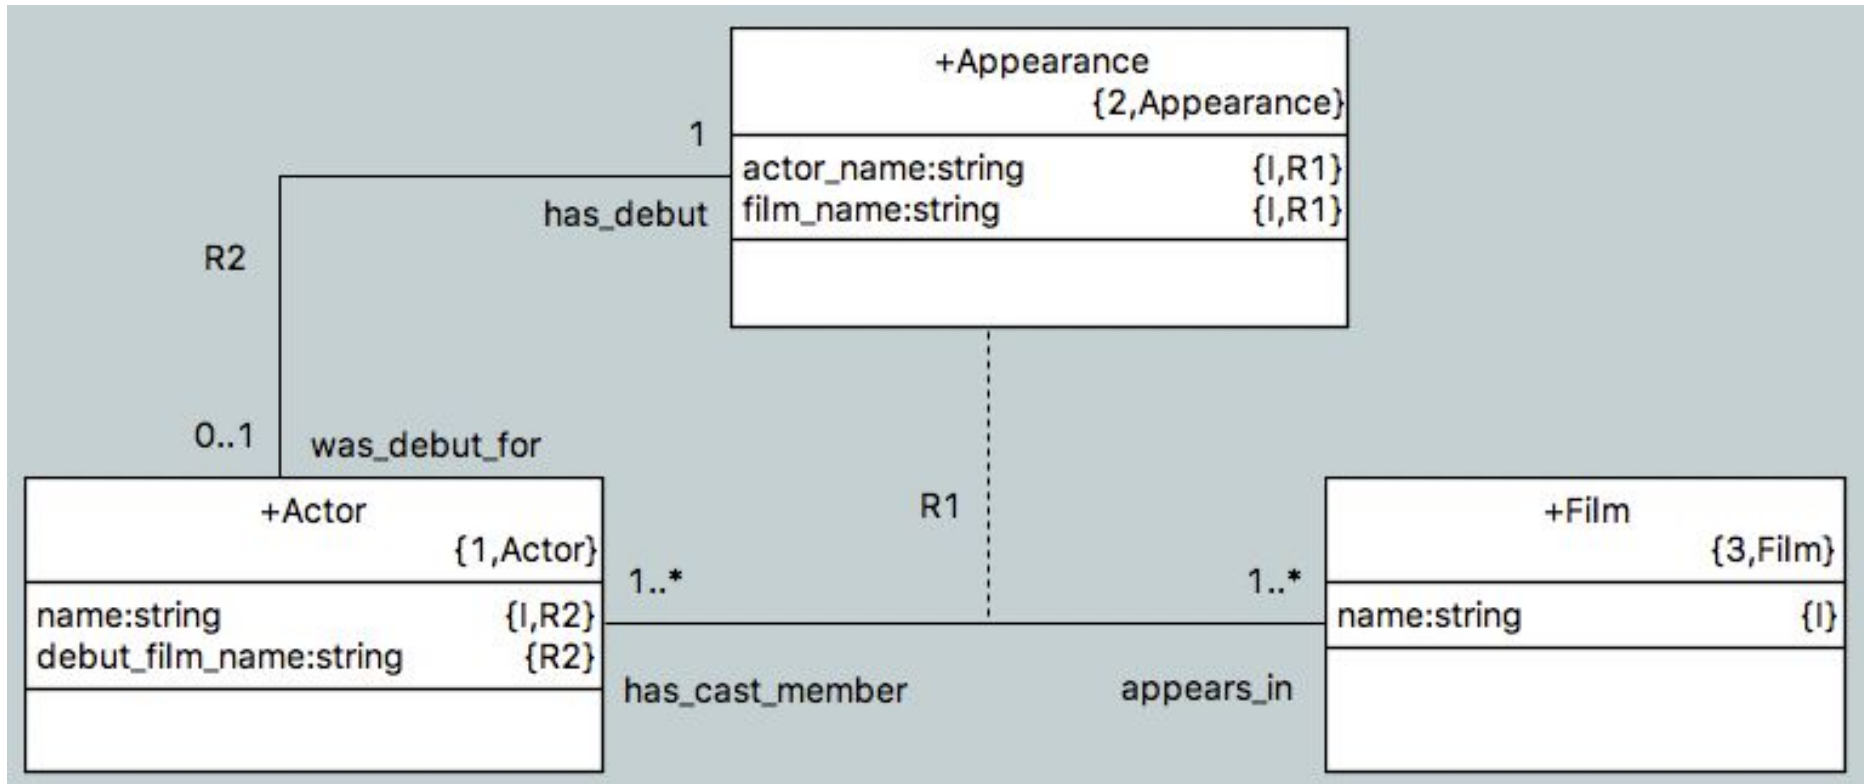 +Appearance
{2,Appearance}
1
actor_name:string {I,R1}
has_debut
film_name:string {I,R1}
R2
0..1
was_debut_for
+Actor
{1,Actor}
R1
+Film
{3,Film}
1..*
1..*
name:string {I,R2}
debut_film_name:string {R2}
name:string {I}
has_cast_member
appears_in